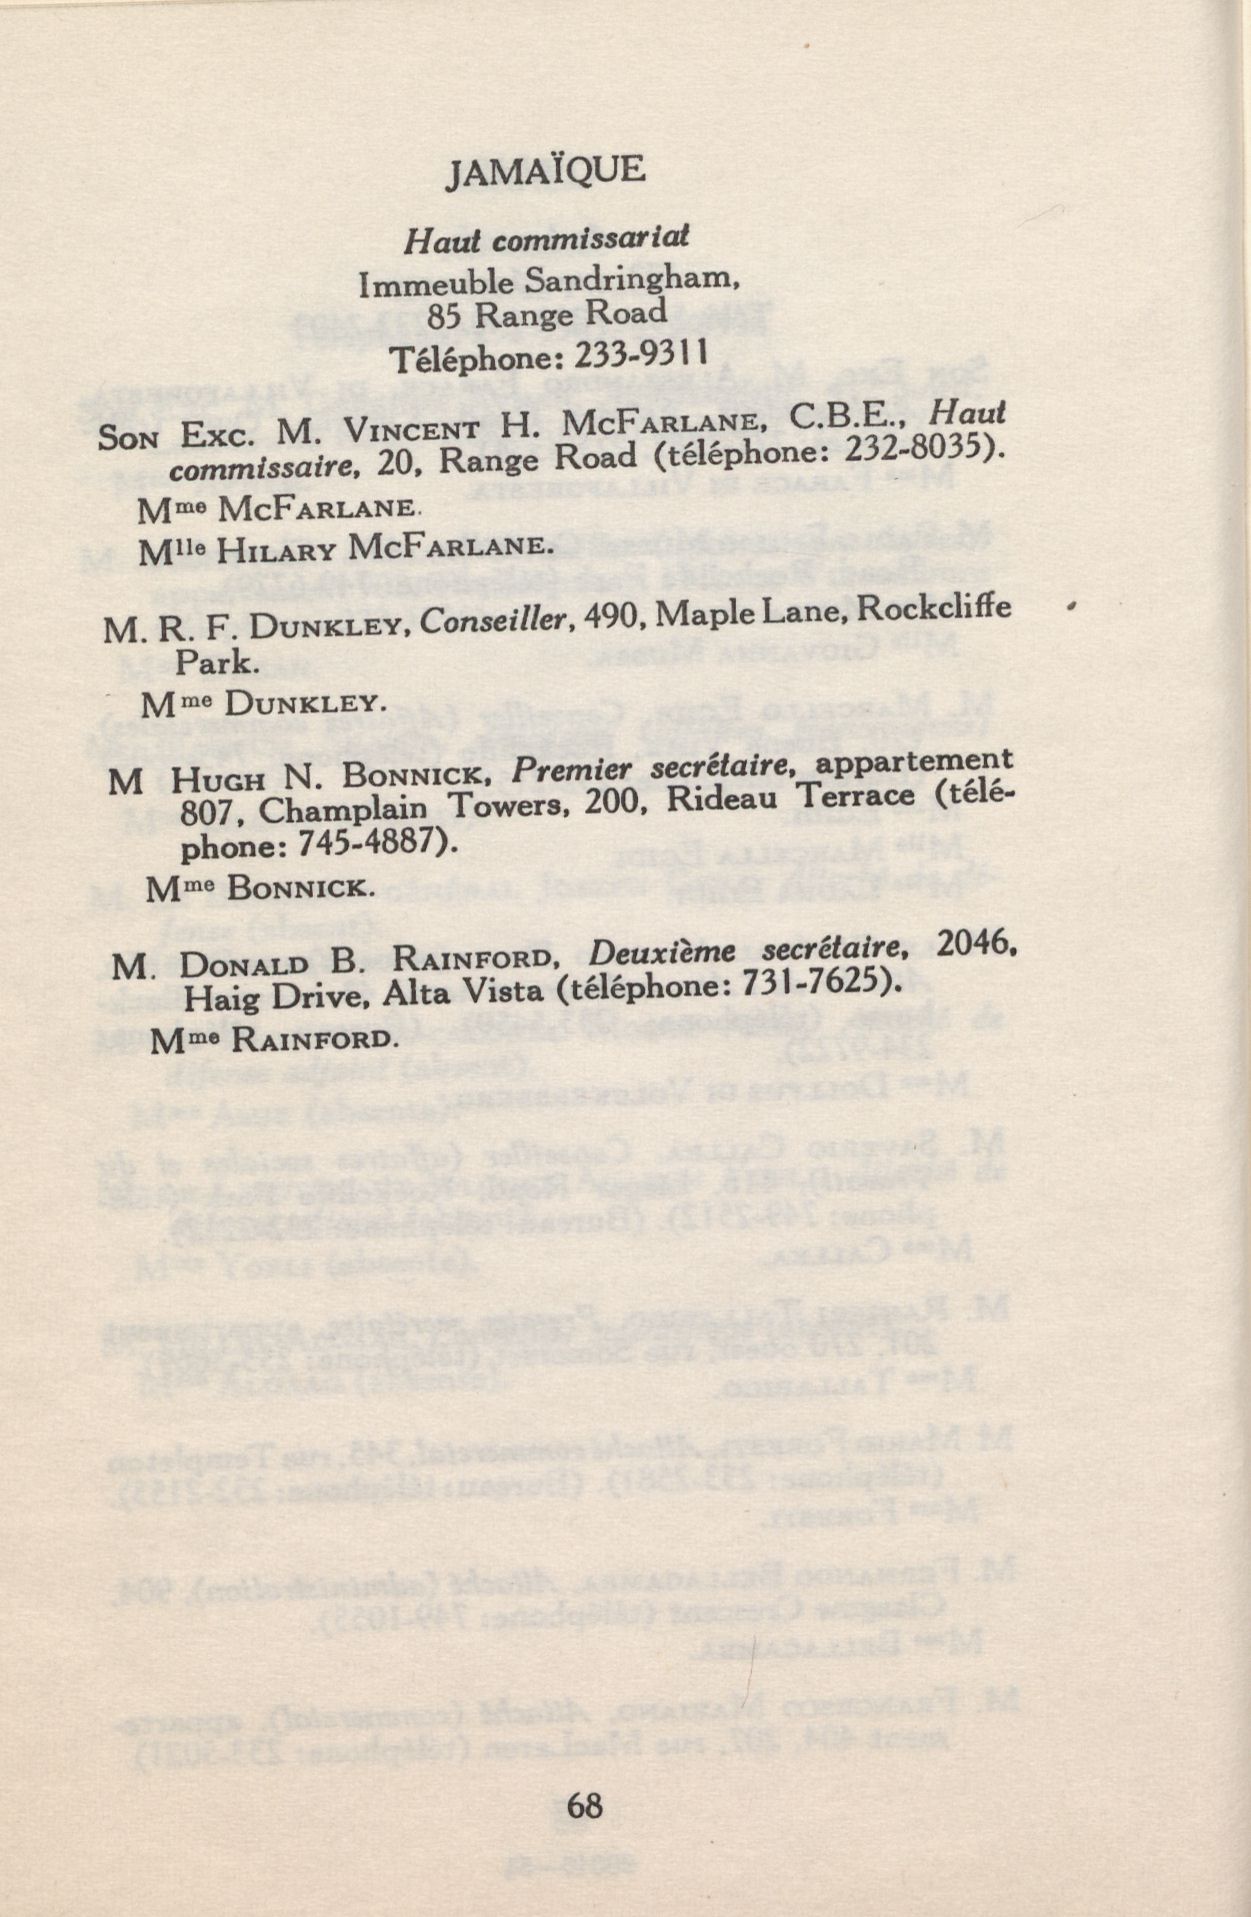 JAMAÏQUE
Haut commissariat
Immeuble Sandringham,
85 Range Road
Téléphone: 233-9311
SON EXC. M. VINCENT H. MCFARLANE, C.B.E., Haut
commissaire, 20, Range Road (téléphone: 232-8035).
Mme MCFARLANE.
Mlle HILARY MCFARLANE.
M. R. F. DUNKLEY, Conseiller, 490, Maple Lane, Rockcliffe
Park.
Mme DUNKLEY.
M HUGH N. BONNICK, Premier secrétaire, appartement
807, Champlain Towers, 200, Rideau Terrace (télé-
phone: 745-4887).
Mme BONNICK.
M. DONALD B. RAINFORD, Deuxième secrétaire, 2046,
Haig Drive, Alta Vista (téléphone: 731-7625).
Mme RAINFORD.
68